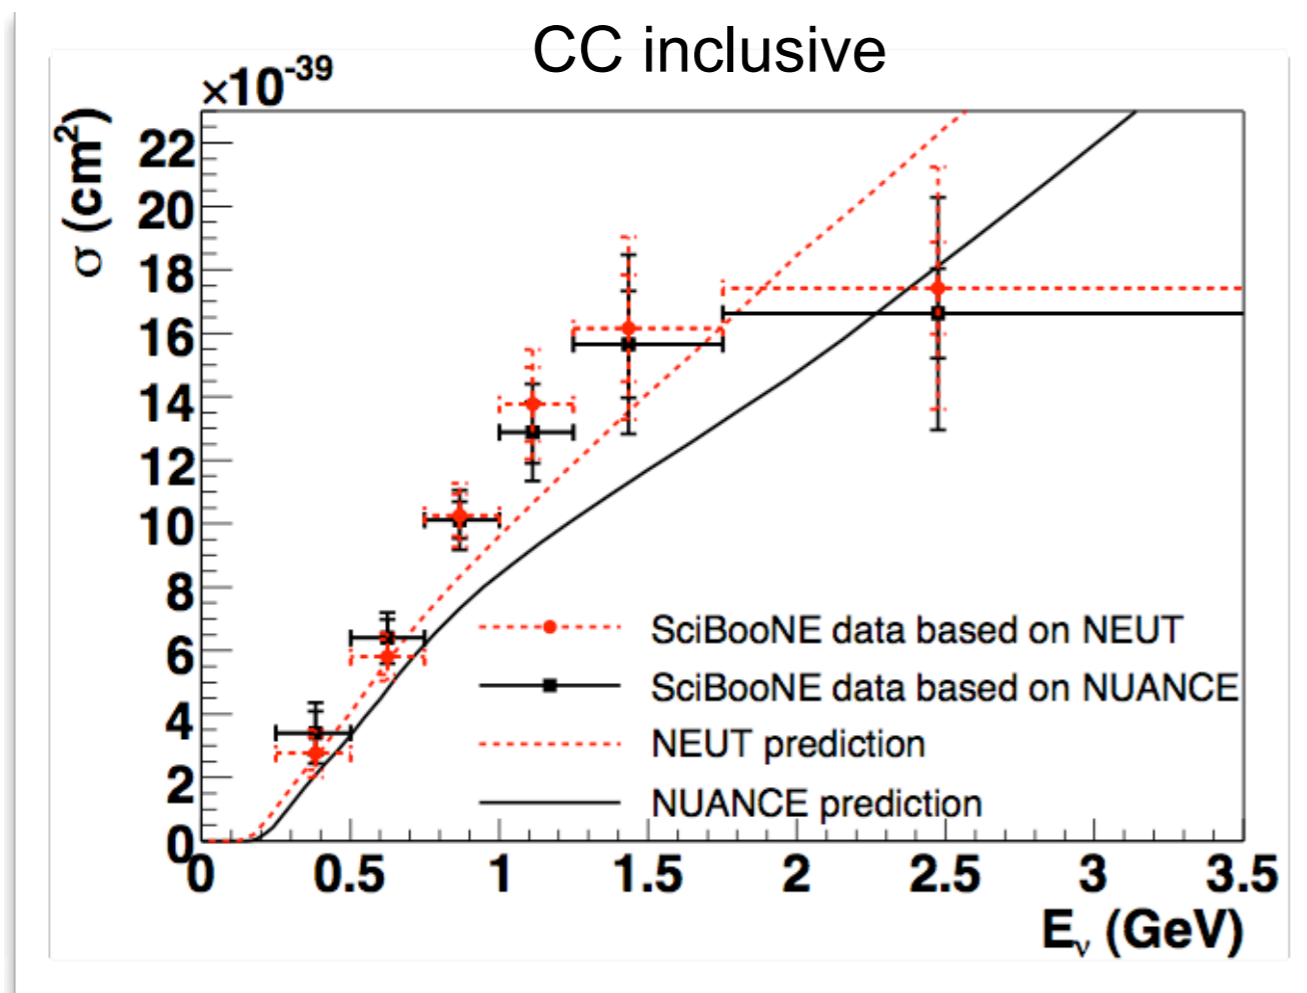 CC inclusive
×10⁻³⁹
σ (cm²)
22
20
18
16
14
12
10
8
6
4
2
0
SciBooNE data based on NEUT
SciBooNE data based on NUANCE
NEUT prediction
NUANCE prediction
0 0.5 1 1.5 2 2.5 3 3.5
Eᵥ (GeV)